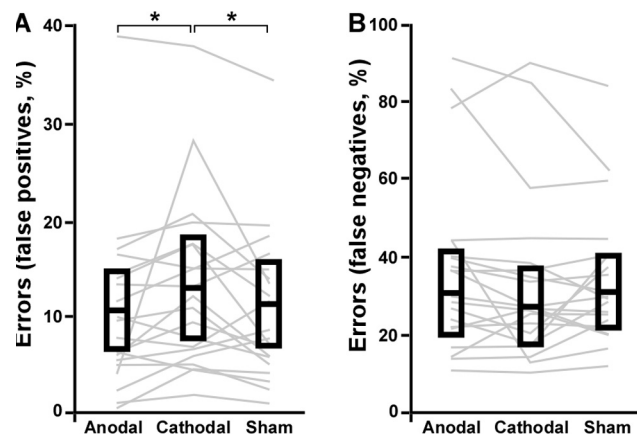 A
* *
Errors (false positives, %)
40
30
20
10
0
Anodal Cathodal Sham
B
Errors (false negatives, %)
100
80
60
40
20
0
Anodal Cathodal Sham